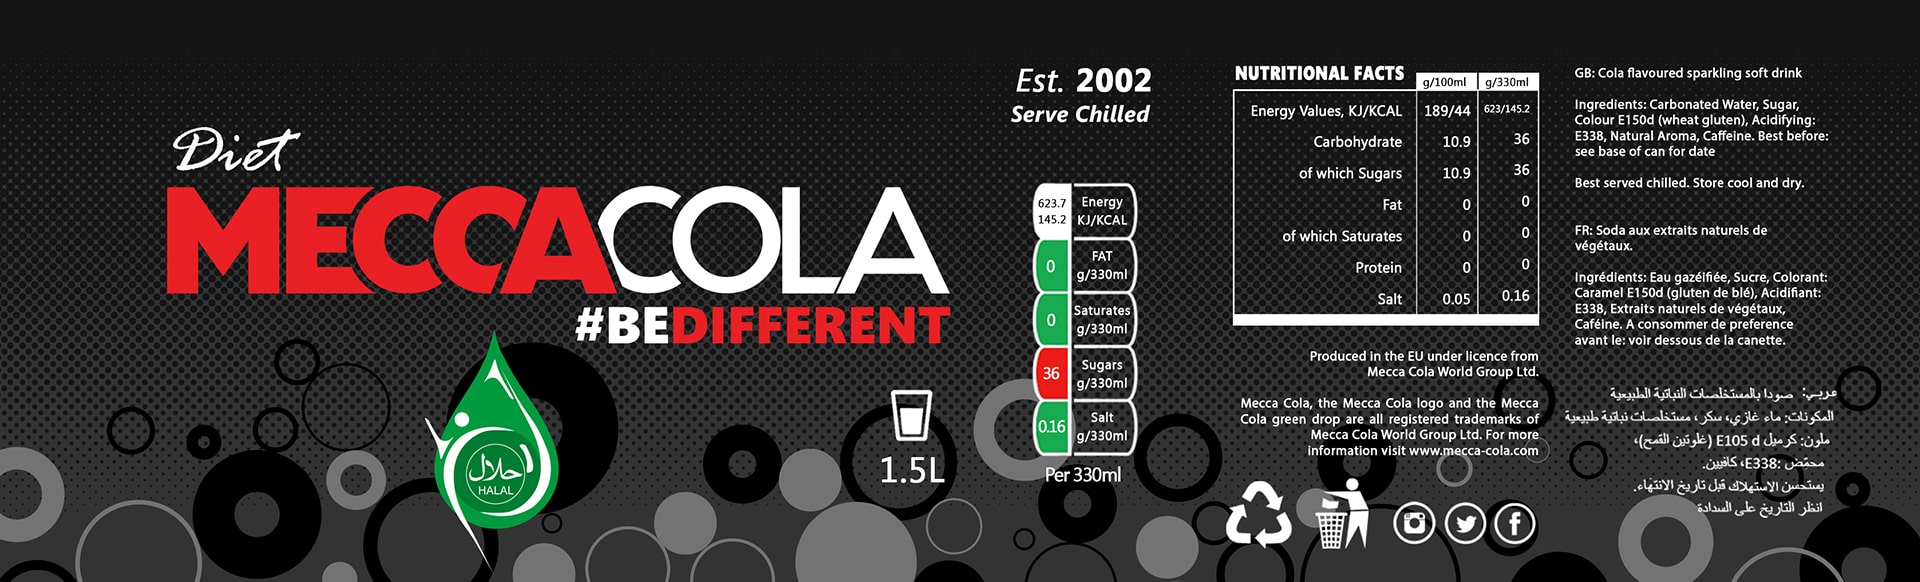 Diet
MECCACOLA
#BEDIFFERENT
حلال
HALAL
1.5L
Est. 2002
Serve Chilled
623.7
145.2
Energy
KJ/KCAL
0
FAT
g/330ml
0
Saturates
g/330ml
36
Sugars
g/330ml
0.16
Salt
g/330ml
Per 330ml
NUTRITIONAL FACTS g/100ml g/330ml
Energy Values, KJ/KCAL 189/44 623/145.2
Carbohydrate 10.9 36
of which Sugars 10.9 36
Fat 0 0
of which Saturates 0 0
Protein 0 0
Salt 0.05 0.16
Produced in the EU under licence from
Mecca Cola World Group Ltd.
Mecca Cola, the Mecca Cola logo and the Mecca
Cola green drop are all registered trademarks of
Mecca Cola World Group Ltd. For more
information visit www.mecca-cola.com
GB: Cola flavoured sparkling soft drink
Ingredients: Carbonated Water, Sugar,
Colour E150d (wheat gluten), Acidifying:
E338, Natural Aroma, Caffeine. Best before:
see base of can for date
Best served chilled. Store cool and dry.
FR: Soda aux extraits naturels de
végétaux.
Ingrédients: Eau gazéifiée, Sucre, Colorant:
Caramel E150d (gluten de blé), Acidifiant:
E338, Extraits naturels de végétaux,
Caféine. A consommer de preference
avant le: voir dessous de la canette.
عربي: صودا بالمستخلصات النباتية الطبيعية
المكونات: ماء غازي، سكر، مستخلصات نباتية طبيعية
ملون: كرميل E105 d (غلوتين القمح)،
محمّض :E338، كافيين.
يستحسن الاستهلاك قبل تاريخ الانتهاء.
انظر التاريخ على السدادة